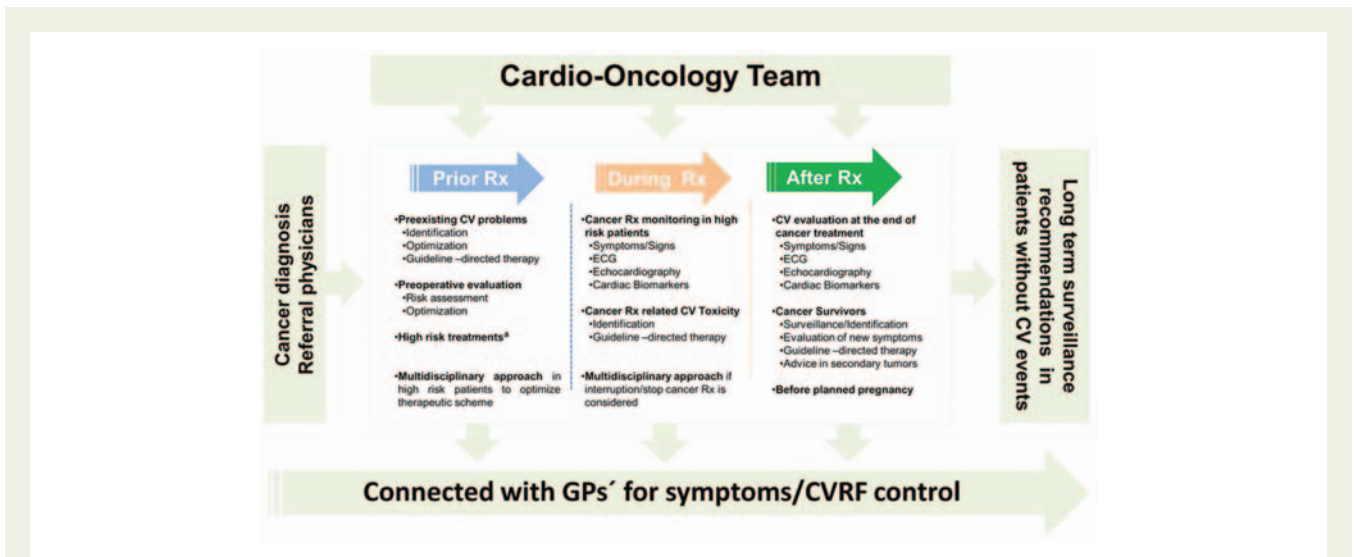 Cardio-Oncology Team
Cancer diagnosis
Referral physicians
Prior Rx
•Preexisting CV problems
•Identification
•Optimization
•Guideline –directed therapy
•Preoperative evaluation
•Risk assessment
•Optimization
•High risk treatmentsª
•Multidisciplinary approach in
high risk patients to optimize
therapeutic scheme
During Rx
•Cancer Rx monitoring in high
risk patients
•Symptoms/Signs
•ECG
•Echocardiography
•Cardiac Biomarkers
•Cancer Rx related CV Toxicity
•Identification
•Guideline –directed therapy
•Multidisciplinary approach if
interruption/stop cancer Rx is
considered
After Rx
•CV evaluation at the end of
cancer treatment
•Symptoms/Signs
•ECG
•Echocardiography
•Cardiac Biomarkers
•Cancer Survivors
•Surveillance/Identification
•Evaluation of new symptoms
•Guideline –directed therapy
•Advice in secondary tumors
•Before planned pregnancy
Long term surveillance
recommendations in
patients without CV events
Connected with GPs´ for symptoms/CVRF control